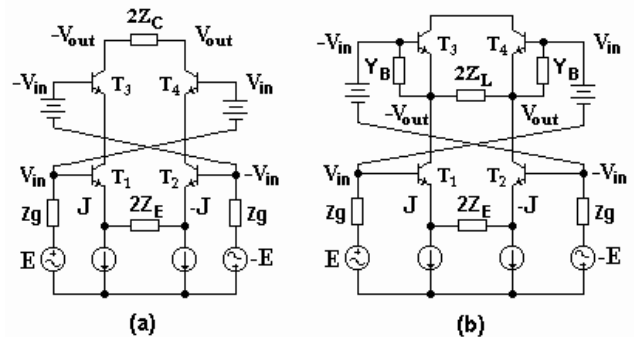 2Z_C
-V_out V_out
-V_in T_3 T_4 V_in
V_in T_1 T_2 -V_in
Zg J 2Z_E -J Zg
E -E
(a)
-V_in T_3 T_4 V_in
Y_B 2Z_L Y_B
-V_out V_out
V_in T_1 T_2 -V_in
Zg J 2Z_E -J Zg
E -E
(b)